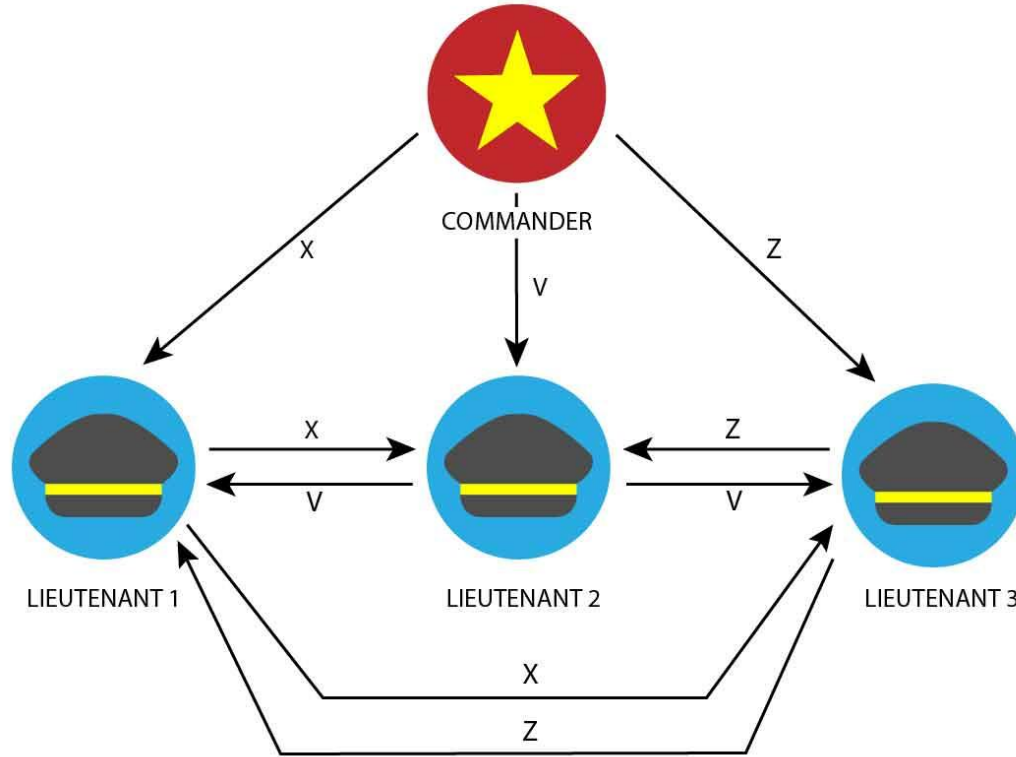 COMMANDER
X
V
Z
X
Z
V
V
LIEUTENANT 1
LIEUTENANT 2
LIEUTENANT 3
X
Z